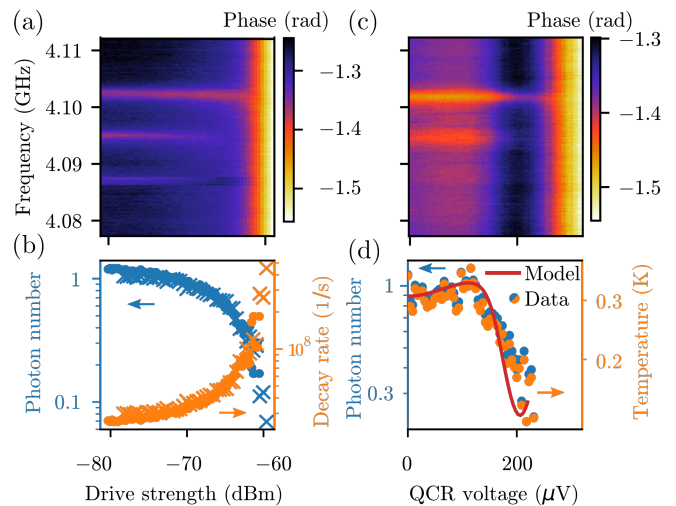 (a)
Phase (rad)
(c)
Phase (rad)
Frequency (GHz)
4.11
4.10
4.09
4.08
−1.3
−1.4
−1.5
−1.3
−1.4
−1.5
(b)
(d)
Photon number
1
0.3
0.1
Decay rate (1/s)
10⁸
Photon number
1
0.3
Model
Data
Temperature (K)
0.3
0.2
−80
−70
−60
Drive strength (dBm)
0
200
QCR voltage (μV)